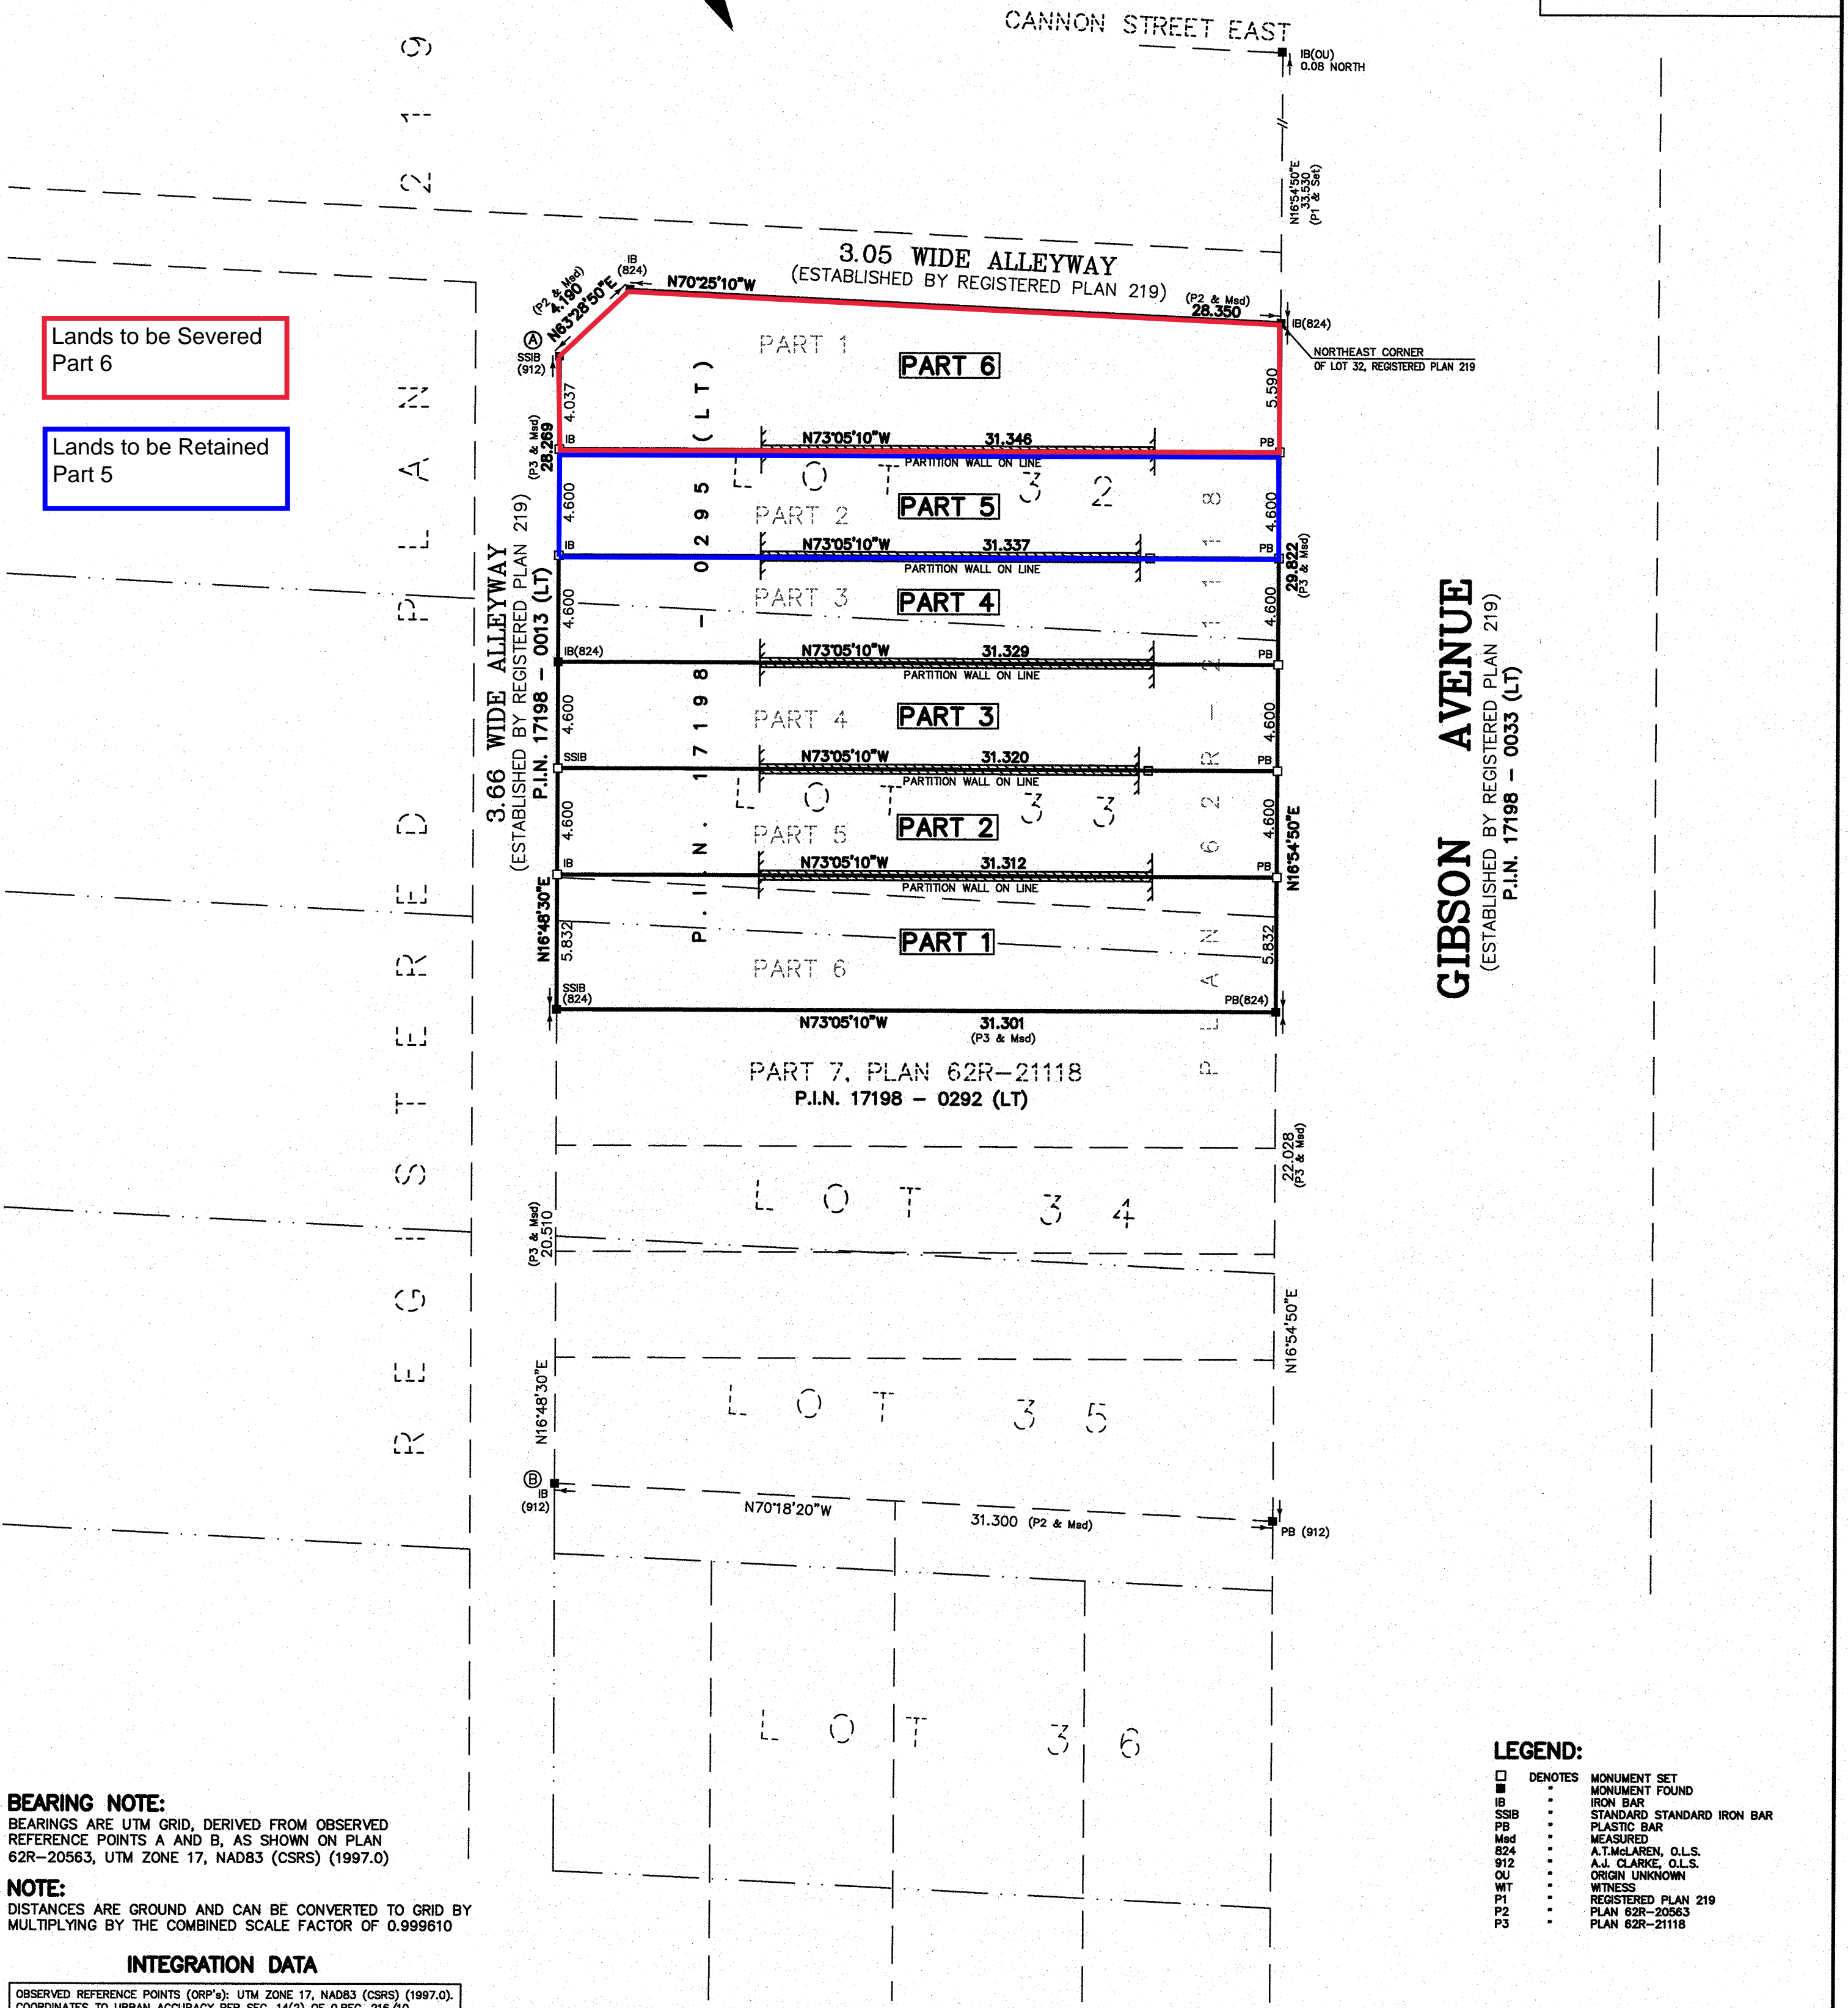 CANNON STREET EAST
IB(OU)
0.08 NORTH
N16°54'50"E
33.530
(P1 & Set)
3.05 WIDE ALLEYWAY
(ESTABLISHED BY REGISTERED PLAN 219)
IB
(824)
N70°25'10"W
(P2 & Msd)
28.350
(P2 & Msd)
4.190
N63°28'50"E
A
SSIB
(912)
IB(824)
NORTHEAST CORNER
OF LOT 32, REGISTERED PLAN 219
Lands to be Severed
Part 6
Lands to be Retained
Part 5
PART 1
PART 6
4.037
5.590
IB
N73°05'10"W 31.346
PB
PARTITION WALL ON LINE
(P3 & Msd)
28.269
LOT 32
PART 2
PART 5
4.600
4.600
IB
N73°05'10"W 31.337
PB
PARTITION WALL ON LINE
29.822
(P3 & Msd)
PART 3
PART 4
4.600
4.600
IB(824)
N73°05'10"W 31.329
PB
PARTITION WALL ON LINE
PART 4
PART 3
4.600
4.600
SSIB
N73°05'10"W 31.320
PB
PARTITION WALL ON LINE
LOT 33
PART 5
PART 2
4.600
4.600
IB
N73°05'10"W 31.312
PB
PARTITION WALL ON LINE
N16°48'30"E
N16°54'50"E
PART 1
PART 6
5.832
5.832
SSIB
(824)
PB(824)
N73°05'10"W 31.301
(P3 & Msd)
P.I.N. 17198 - 0295 (LT)
PLAN 62R-21118
3.66 WIDE ALLEYWAY
(ESTABLISHED BY REGISTERED PLAN 219)
P.I.N. 17198 - 0013 (LT)
REGISTERED PLAN 219
GIBSON AVENUE
(ESTABLISHED BY REGISTERED PLAN 219)
P.I.N. 17198 - 0033 (LT)
PART 7, PLAN 62R-21118
P.I.N. 17198 - 0292 (LT)
22.028
(P3 & Msd)
LOT 34
(P3 & Msd)
20.510
N16°54'50"E
N16°48'30"E
LOT 35
B
IB
(912)
N70°18'20"W
31.300 (P2 & Msd)
PB (912)
LOT 36
LEGEND:
□ DENOTES MONUMENT SET
■ " MONUMENT FOUND
IB " IRON BAR
SSIB " STANDARD STANDARD IRON BAR
PB " PLASTIC BAR
Msd " MEASURED
824 " A.T.McLAREN, O.L.S.
912 " A.J. CLARKE, O.L.S.
OU " ORIGIN UNKNOWN
WIT " WITNESS
P1 " REGISTERED PLAN 219
P2 " PLAN 62R-20563
P3 " PLAN 62R-21118
BEARING NOTE:
BEARINGS ARE UTM GRID, DERIVED FROM OBSERVED
REFERENCE POINTS A AND B, AS SHOWN ON PLAN
62R-20563, UTM ZONE 17, NAD83 (CSRS) (1997.0)
NOTE:
DISTANCES ARE GROUND AND CAN BE CONVERTED TO GRID BY
MULTIPLYING BY THE COMBINED SCALE FACTOR OF 0.999610
INTEGRATION DATA
OBSERVED REFERENCE POINTS (ORP's): UTM ZONE 17, NAD83 (CSRS) (1997.0).
COORDINATES TO URBAN ACCURACY PER SEC. 14(2) OF O.REG. 216/10